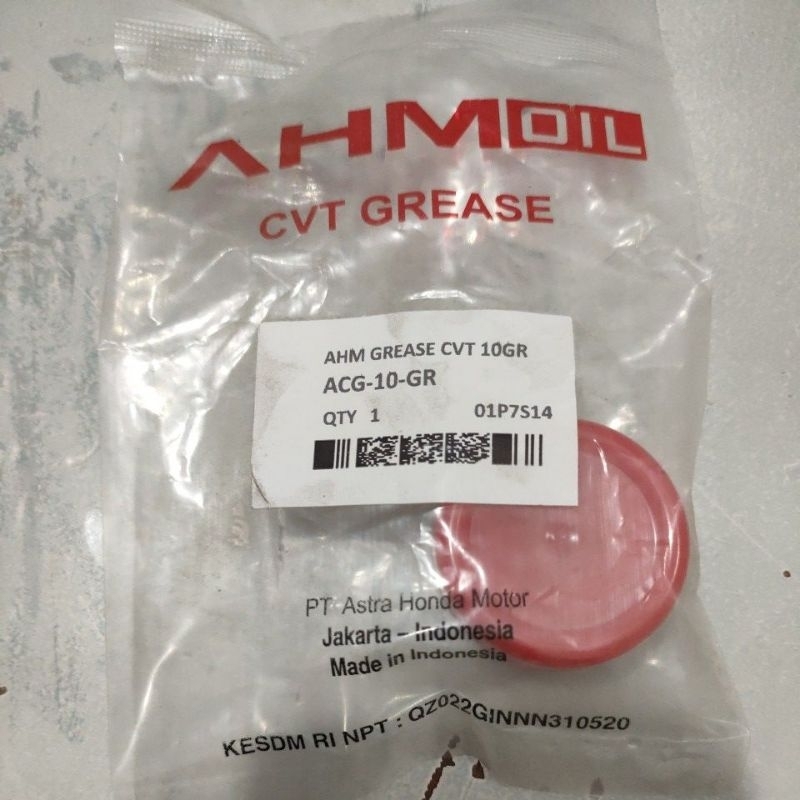 AHMOIL
CVT GREASE
AHM GREASE CVT 10GR
ACG-10-GR
QTY 1 01P7S14
PT Astra Honda Motor
Jakarta – Indonesia
Made in Indonesia
KESDM RI NPT : QZ022GINNN310520